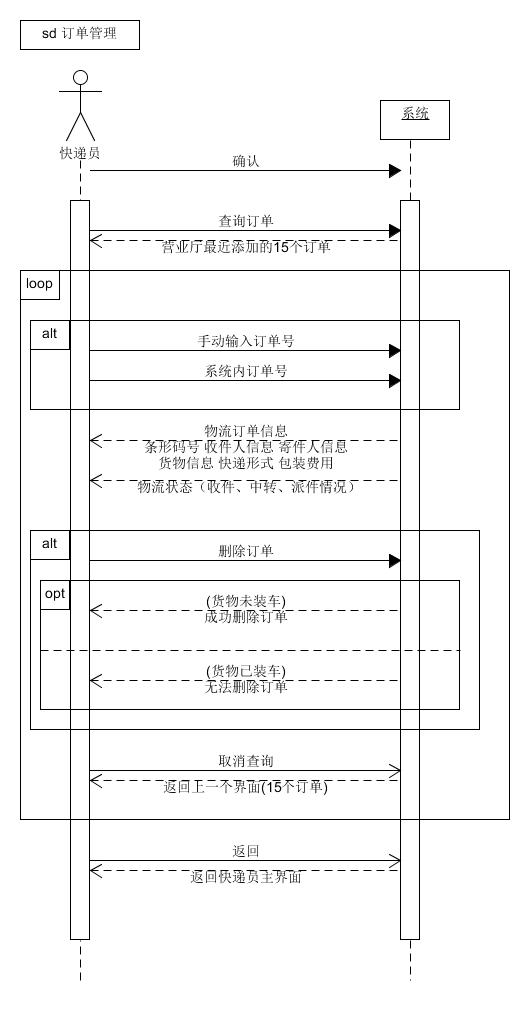 sd 订单管理
系统
快递员
确认
查询订单
营业厅最近添加的15个订单
loop
alt
手动输入订单号
系统内订单号
物流订单信息
条形码号 收件人信息 寄件人信息
货物信息 快递形式 包装费用
物流状态（收件、中转、派件情况）
alt
删除订单
opt
(货物未装车)
成功删除订单
(货物已装车)
无法删除订单
取消查询
返回上一个界面(15个订单)
返回
返回快递员主界面